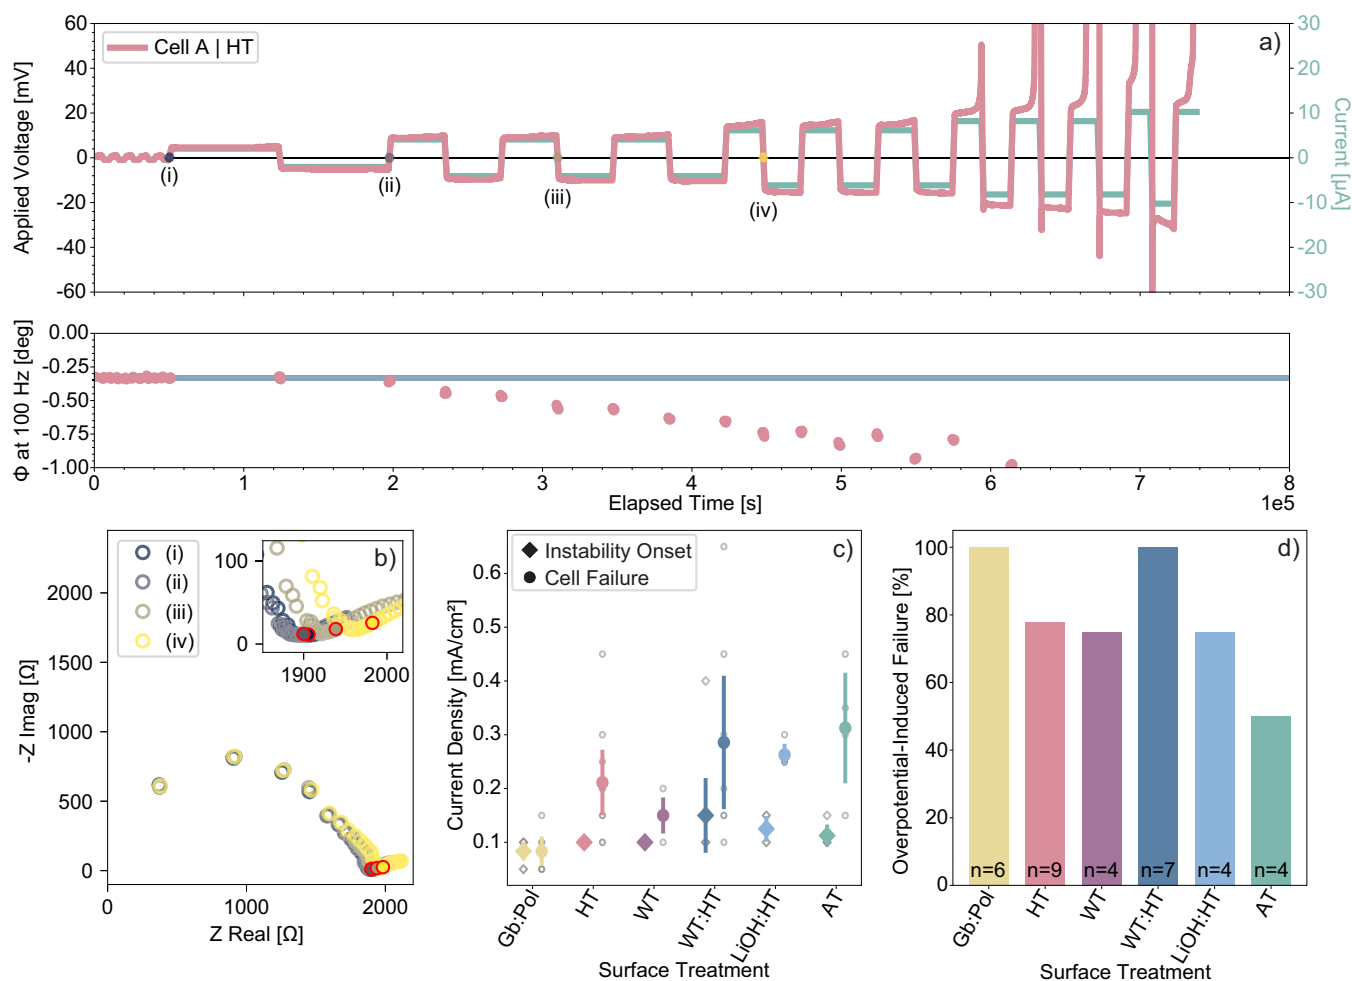 Cell A | HT
a)
Applied Voltage [mV]
60
40
20
0
-20
-40
-60
(i)
(ii)
(iii)
(iv)
30
20
10
0
-10
-20
-30
Current [µA]
Φ at 100 Hz [deg]
0.00
-0.25
-0.50
-0.75
-1.00
0 1 2 3 4 5 6 7 8
Elapsed Time [s]
1e5
b)
(i)
(ii)
(iii)
(iv)
100
0
1900 2000
-Z Imag [Ω]
2000
1500
1000
500
0
0 1000 2000
Z Real [Ω]
c)
Instability Onset
Cell Failure
Current Density [mA/cm²]
0.6
0.5
0.4
0.3
0.2
0.1
Gb:Pol HT WT WT:HT LiOH:HT AT
Surface Treatment
d)
Overpotential-Induced Failure [%]
100
80
60
40
20
0
n=6 n=9 n=4 n=7 n=4 n=4
Gb:Pol HT WT WT:HT LiOH:HT AT
Surface Treatment